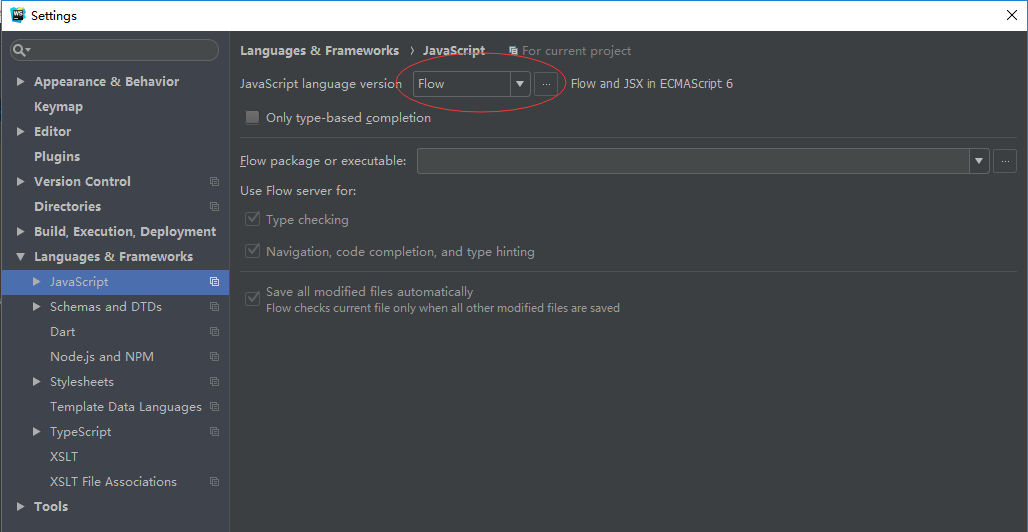 WS
Settings
Languages & Frameworks › JavaScript For current project
JavaScript language version Flow ... Flow and JSX in ECMAScript 6
Only type-based completion
Flow package or executable: ...
Use Flow server for:
Type checking
Navigation, code completion, and type hinting
Save all modified files automatically
Flow checks current file only when all other modified files are saved
Appearance & Behavior
Keymap
Editor
Plugins
Version Control
Directories
Build, Execution, Deployment
Languages & Frameworks
JavaScript
Schemas and DTDs
Dart
Node.js and NPM
Stylesheets
Template Data Languages
TypeScript
XSLT
XSLT File Associations
Tools